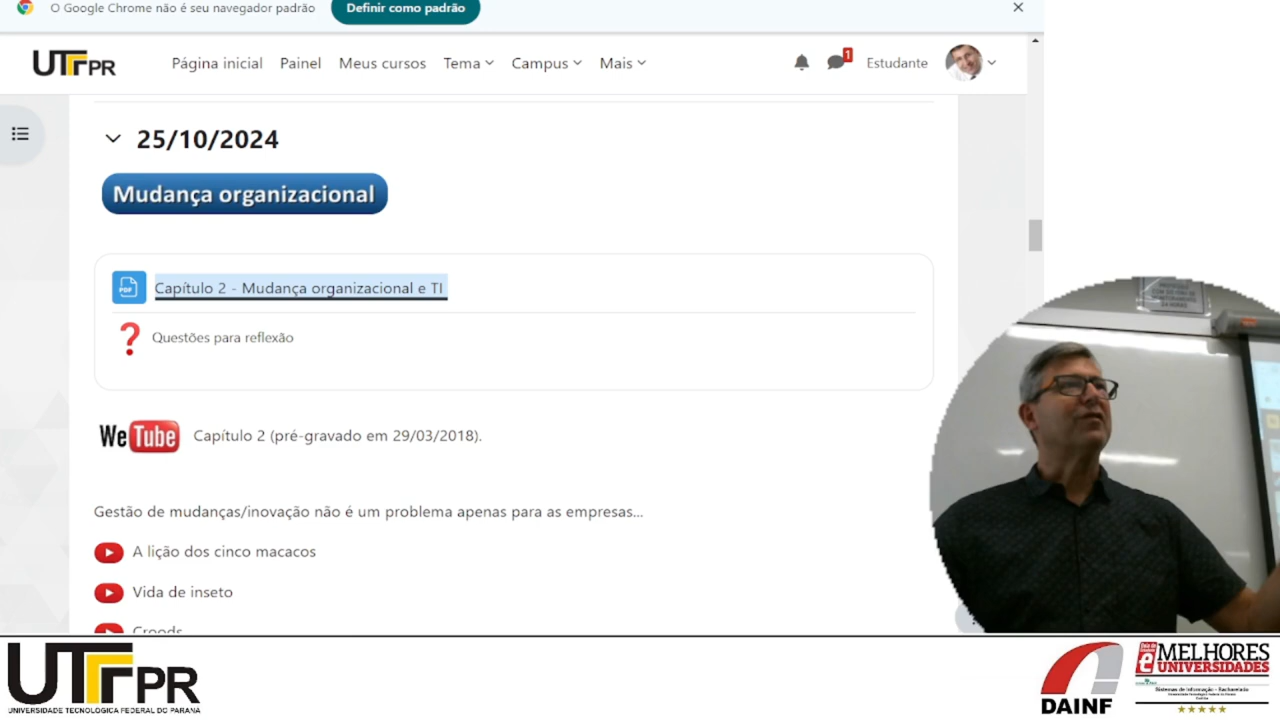 O Google Chrome não é seu navegador padrão
Definir como padrão
UTFPR
Página inicial
Painel
Meus cursos
Tema
Campus
Mais
1
Estudante
25/10/2024
Mudança organizacional
PDF
Capítulo 2 - Mudança organizacional e TI
Questões para reflexão
WeTube
Capítulo 2 (pré-gravado em 29/03/2018).
Gestão de mudanças/inovação não é um problema apenas para as empresas...
A lição dos cinco macacos
Vida de inseto
Croods
UTFPR
UNIVERSIDADE TECNOLÓGICA FEDERAL DO PARANÁ
DAINF
MELHORES
UNIVERSIDADES
Sistemas de Informação - Bacharelado